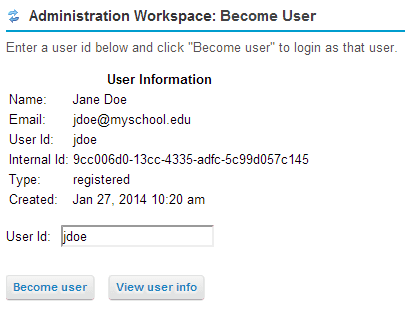 Administration Workspace: Become User
Enter a user id below and click "Become user" to login as that user.
User Information
Name: Jane Doe
Email: jdoe@myschool.edu
User Id: jdoe
Internal Id: 9cc006d0-13cc-4335-adfc-5c99d057c145
Type: registered
Created: Jan 27, 2014 10:20 am
User Id: jdoe
Become user View user info